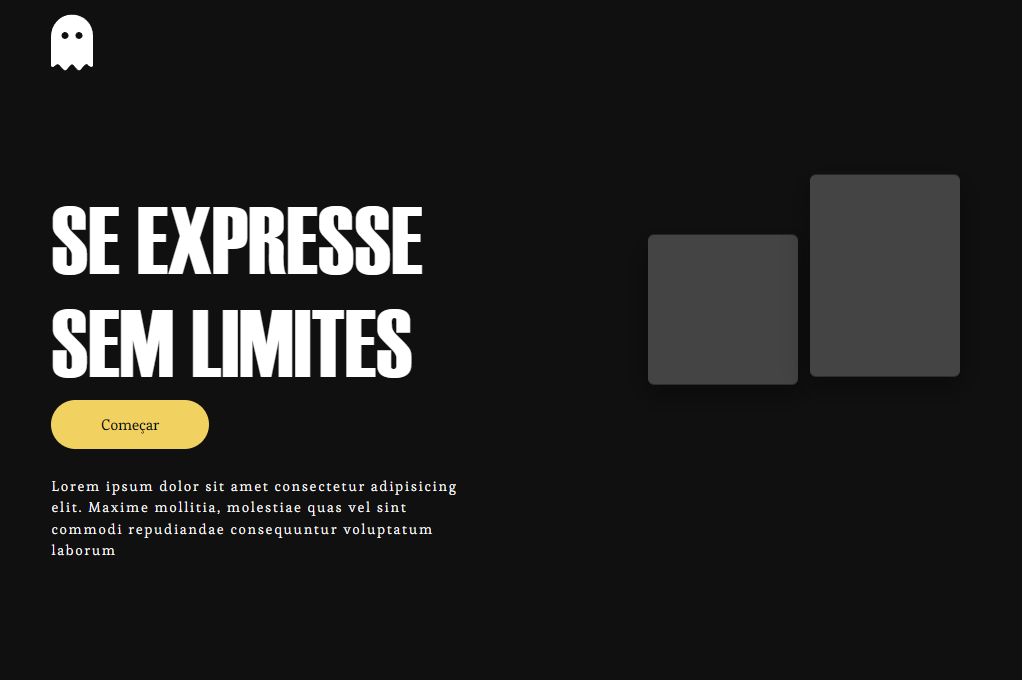 SE EXPRESSE
SEM LIMITES
Começar
Lorem ipsum dolor sit amet consectetur adipisicing
elit. Maxime mollitia, molestiae quas vel sint
commodi repudiandae consequuntur voluptatum
laborum